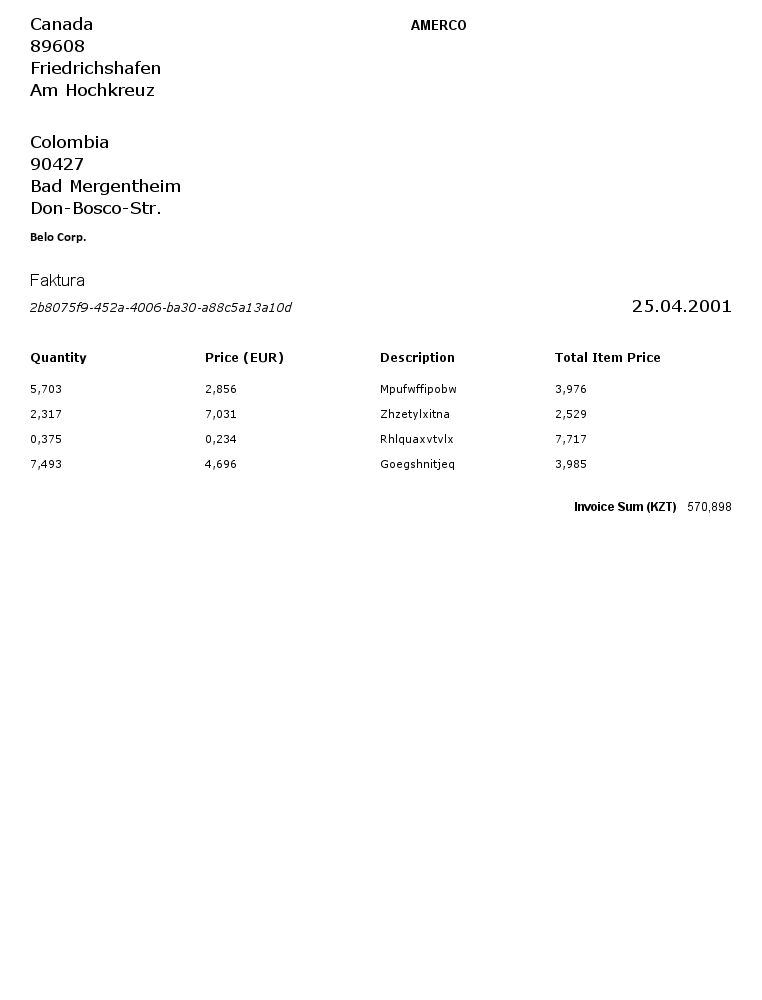 Canada
AMERCO
89608
Friedrichshafen
Am Hochkreuz
Colombia
90427
Bad Mergentheim
Don-Bosco-Str.
Belo Corp.
Faktura
2b8075f9-452a-4006-ba30-a88c5a13a10d 25.04.2001
Quantity Price (EUR) Description Total Item Price
5,703 2,856 Mpufwffipobw 3,976
2,317 7,031 Zhzetylxitna 2,529
0,375 0,234 Rhlquaxvtvlx 7,717
7,493 4,696 Goegshnitjeq 3,985
Invoice Sum (KZT) 570,898